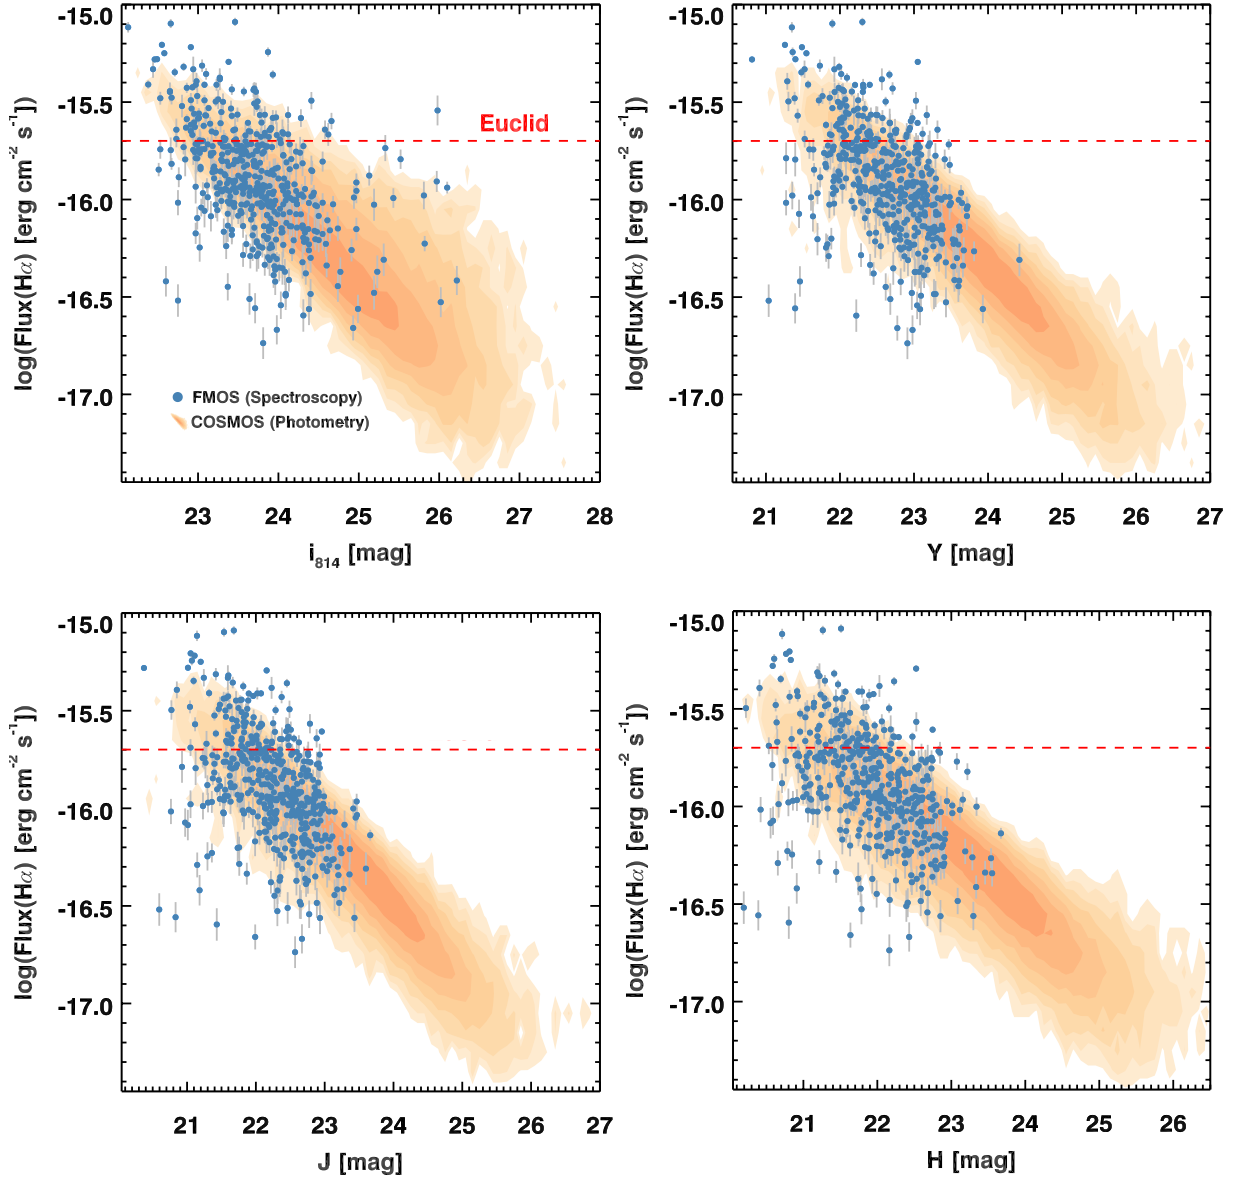 -15.0
-15.5
-16.0
-16.5
-17.0
log(Flux(Hα) [erg cm⁻² s⁻¹])
Euclid
FMOS (Spectroscopy)
COSMOS (Photometry)
23 24 25 26 27 28
i₈₁₄ [mag]
-15.0
-15.5
-16.0
-16.5
-17.0
log(Flux(Hα) [erg cm⁻² s⁻¹])
21 22 23 24 25 26 27
Y [mag]
-15.0
-15.5
-16.0
-16.5
-17.0
log(Flux(Hα) [erg cm⁻² s⁻¹])
21 22 23 24 25 26 27
J [mag]
-15.0
-15.5
-16.0
-16.5
-17.0
log(Flux(Hα) [erg cm⁻² s⁻¹])
21 22 23 24 25 26
H [mag]